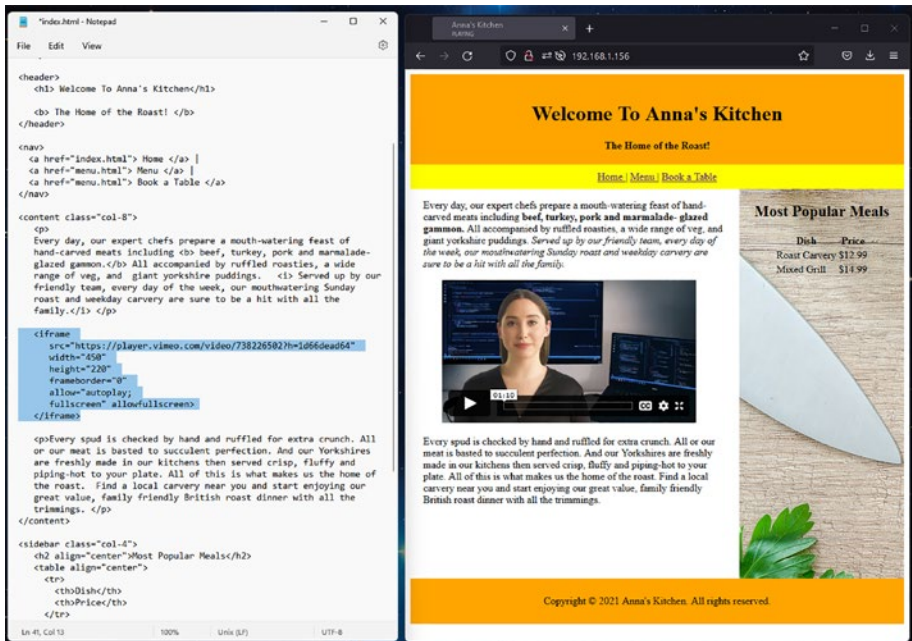 *index.html - Notepad
File Edit View
<header>
<h1> Welcome To Anna's Kitchen</h1>
<b> The Home of the Roast! </b>
</header>
<nav>
<a href="index.html"> Home </a> |
<a href="menu.html"> Menu </a> |
<a href="menu.html"> Book a Table </a>
</nav>
<content class="col-8">
<p>
Every day, our expert chefs prepare a mouth-watering feast of
hand-carved meats including <b> beef, turkey, pork and marmalade-
glazed gammon.</b> All accompanied by ruffled roasties, a wide
range of veg, and giant yorkshire puddings. <i> Served up by our
friendly team, every day of the week, our mouthwatering Sunday
roast and weekday carvery are sure to be a hit with all the
family.</i> </p>
<iframe
src="https://player.vimeo.com/video/738226502?h=1d66dead64"
width="450"
height="220"
frameborder="0"
allow="autoplay;
fullscreen" allowfullscreen>
</iframe>
<p>Every spud is checked by hand and ruffled for extra crunch. All
or our meat is basted to succulent perfection. And our Yorkshires
are freshly made in our kitchens then served crisp, fluffy and
piping-hot to your plate. All of this is what makes us the home of
the roast. Find a local carvery near you and start enjoying our
great value, family friendly British roast dinner with all the
trimmings. </p>
</content>
<sidebar class="col-4">
<h2 align="center">Most Popular Meals</h2>
<table align="center">
<tr>
<th>Dish</th>
<th>Price</th>
</tr>
Ln 41, Col 13 100% Unix (LF) UTF-8
Anna's Kitchen
PLAYING
192.168.1.156
Welcome To Anna's Kitchen
The Home of the Roast!
Home | Menu | Book a Table
Every day, our expert chefs prepare a mouth-watering feast of hand-
carved meats including beef, turkey, pork and marmalade- glazed
gammon. All accompanied by ruffled roasties, a wide range of veg, and
giant yorkshire puddings. Served up by our friendly team, every day of
the week, our mouthwatering Sunday roast and weekday carvery are
sure to be a hit with all the family.
01:10
CC
Every spud is checked by hand and ruffled for extra crunch. All or our
meat is basted to succulent perfection. And our Yorkshires are freshly
made in our kitchens then served crisp, fluffy and piping-hot to your
plate. All of this is what makes us the home of the roast. Find a local
carvery near you and start enjoying our great value, family friendly
British roast dinner with all the trimmings.
Most Popular Meals
Dish Price
Roast Carvery $12.99
Mixed Grill $14.99
Copyright © 2021 Anna's Kitchen. All rights reserved.